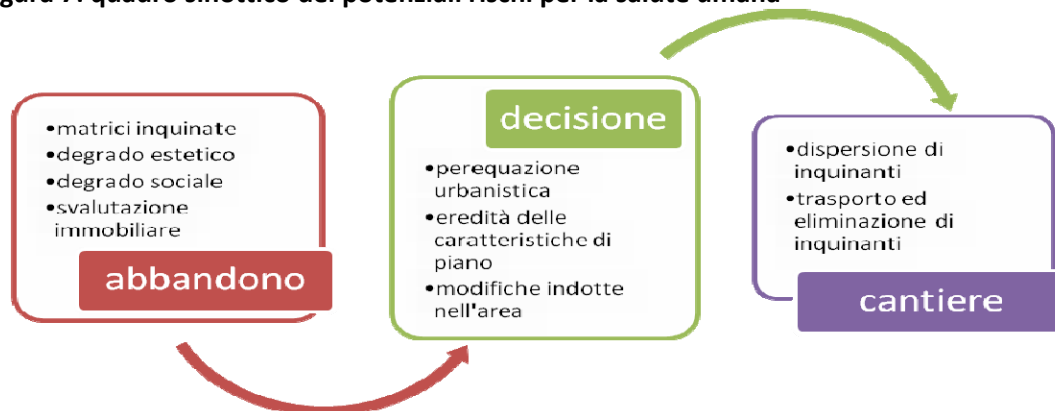 gura 7: quadro sinottico dei potenziali rischi per la salute umana
•matrici inquinate
•degrado estetico
•degrado sociale
•svalutazione
immobiliare
abbandono
decisione
•perequazione
urbanistica
•eredità delle
caratteristiche di
piano
•modifiche indotte
nell'area
•dispersione di
inquinanti
•trasporto ed
eliminazione di
inquinanti
cantiere